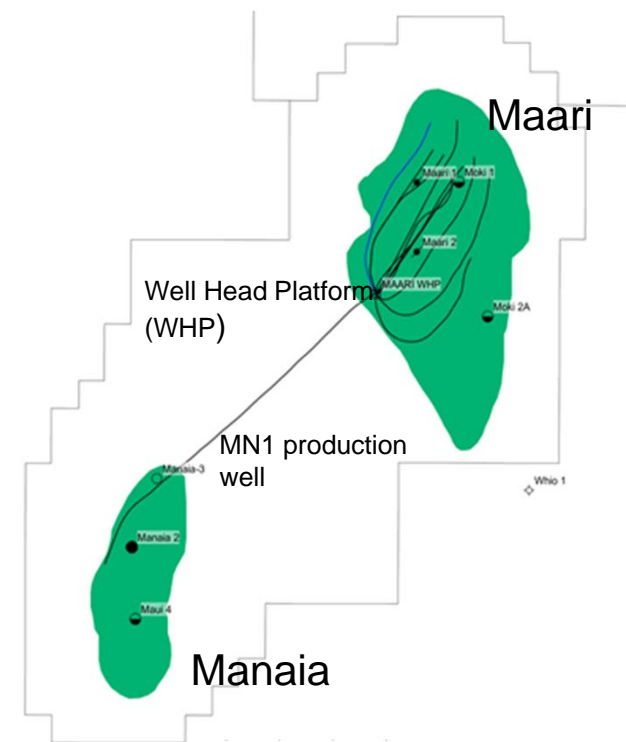 Maari
Maari 1
Moki 1
Maari 2
MAARI WHP
Well Head Platform
(WHP)
Moki 2A
MN1 production
well
Manaia-3
Whio 1
Manaia 2
Maui 4
Manaia